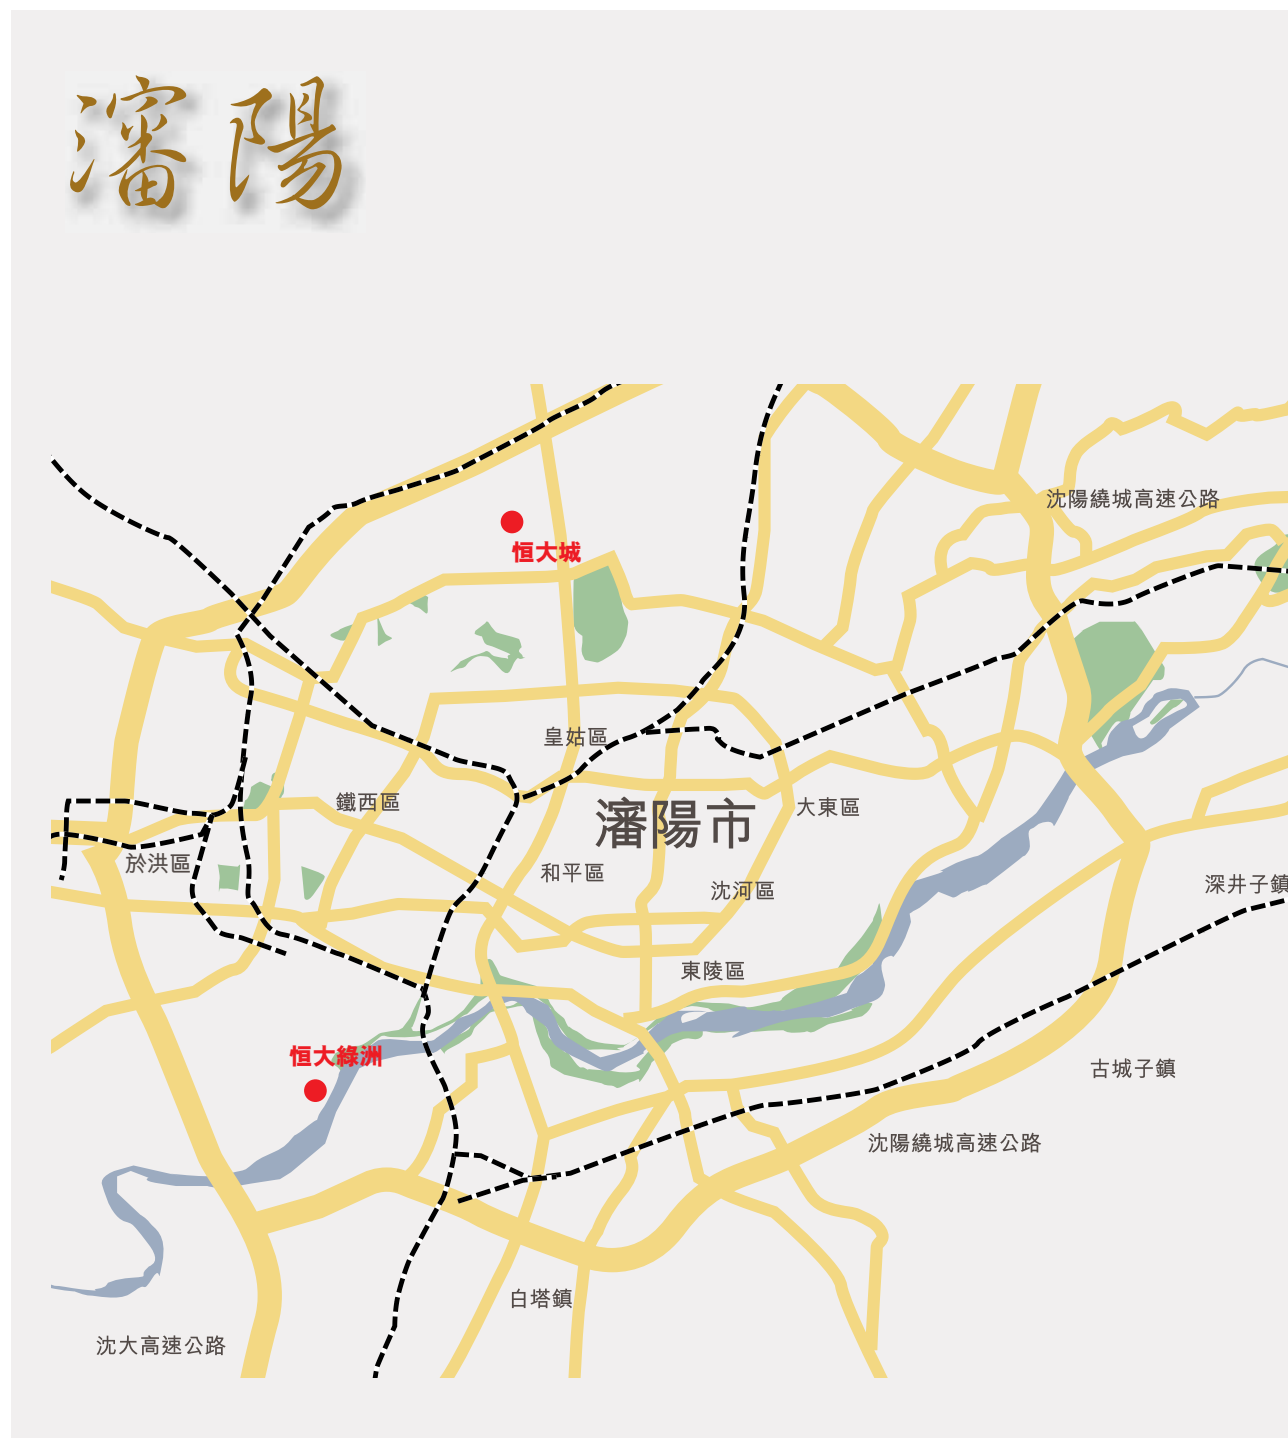 瀋陽
沈陽繞城高速公路
恒大城
皇姑區
鐵西區
大東區
瀋陽市
於洪區
和平區
沈河區
深井子鎮
東陵區
恒大綠洲
古城子鎮
沈陽繞城高速公路
白塔鎮
沈大高速公路